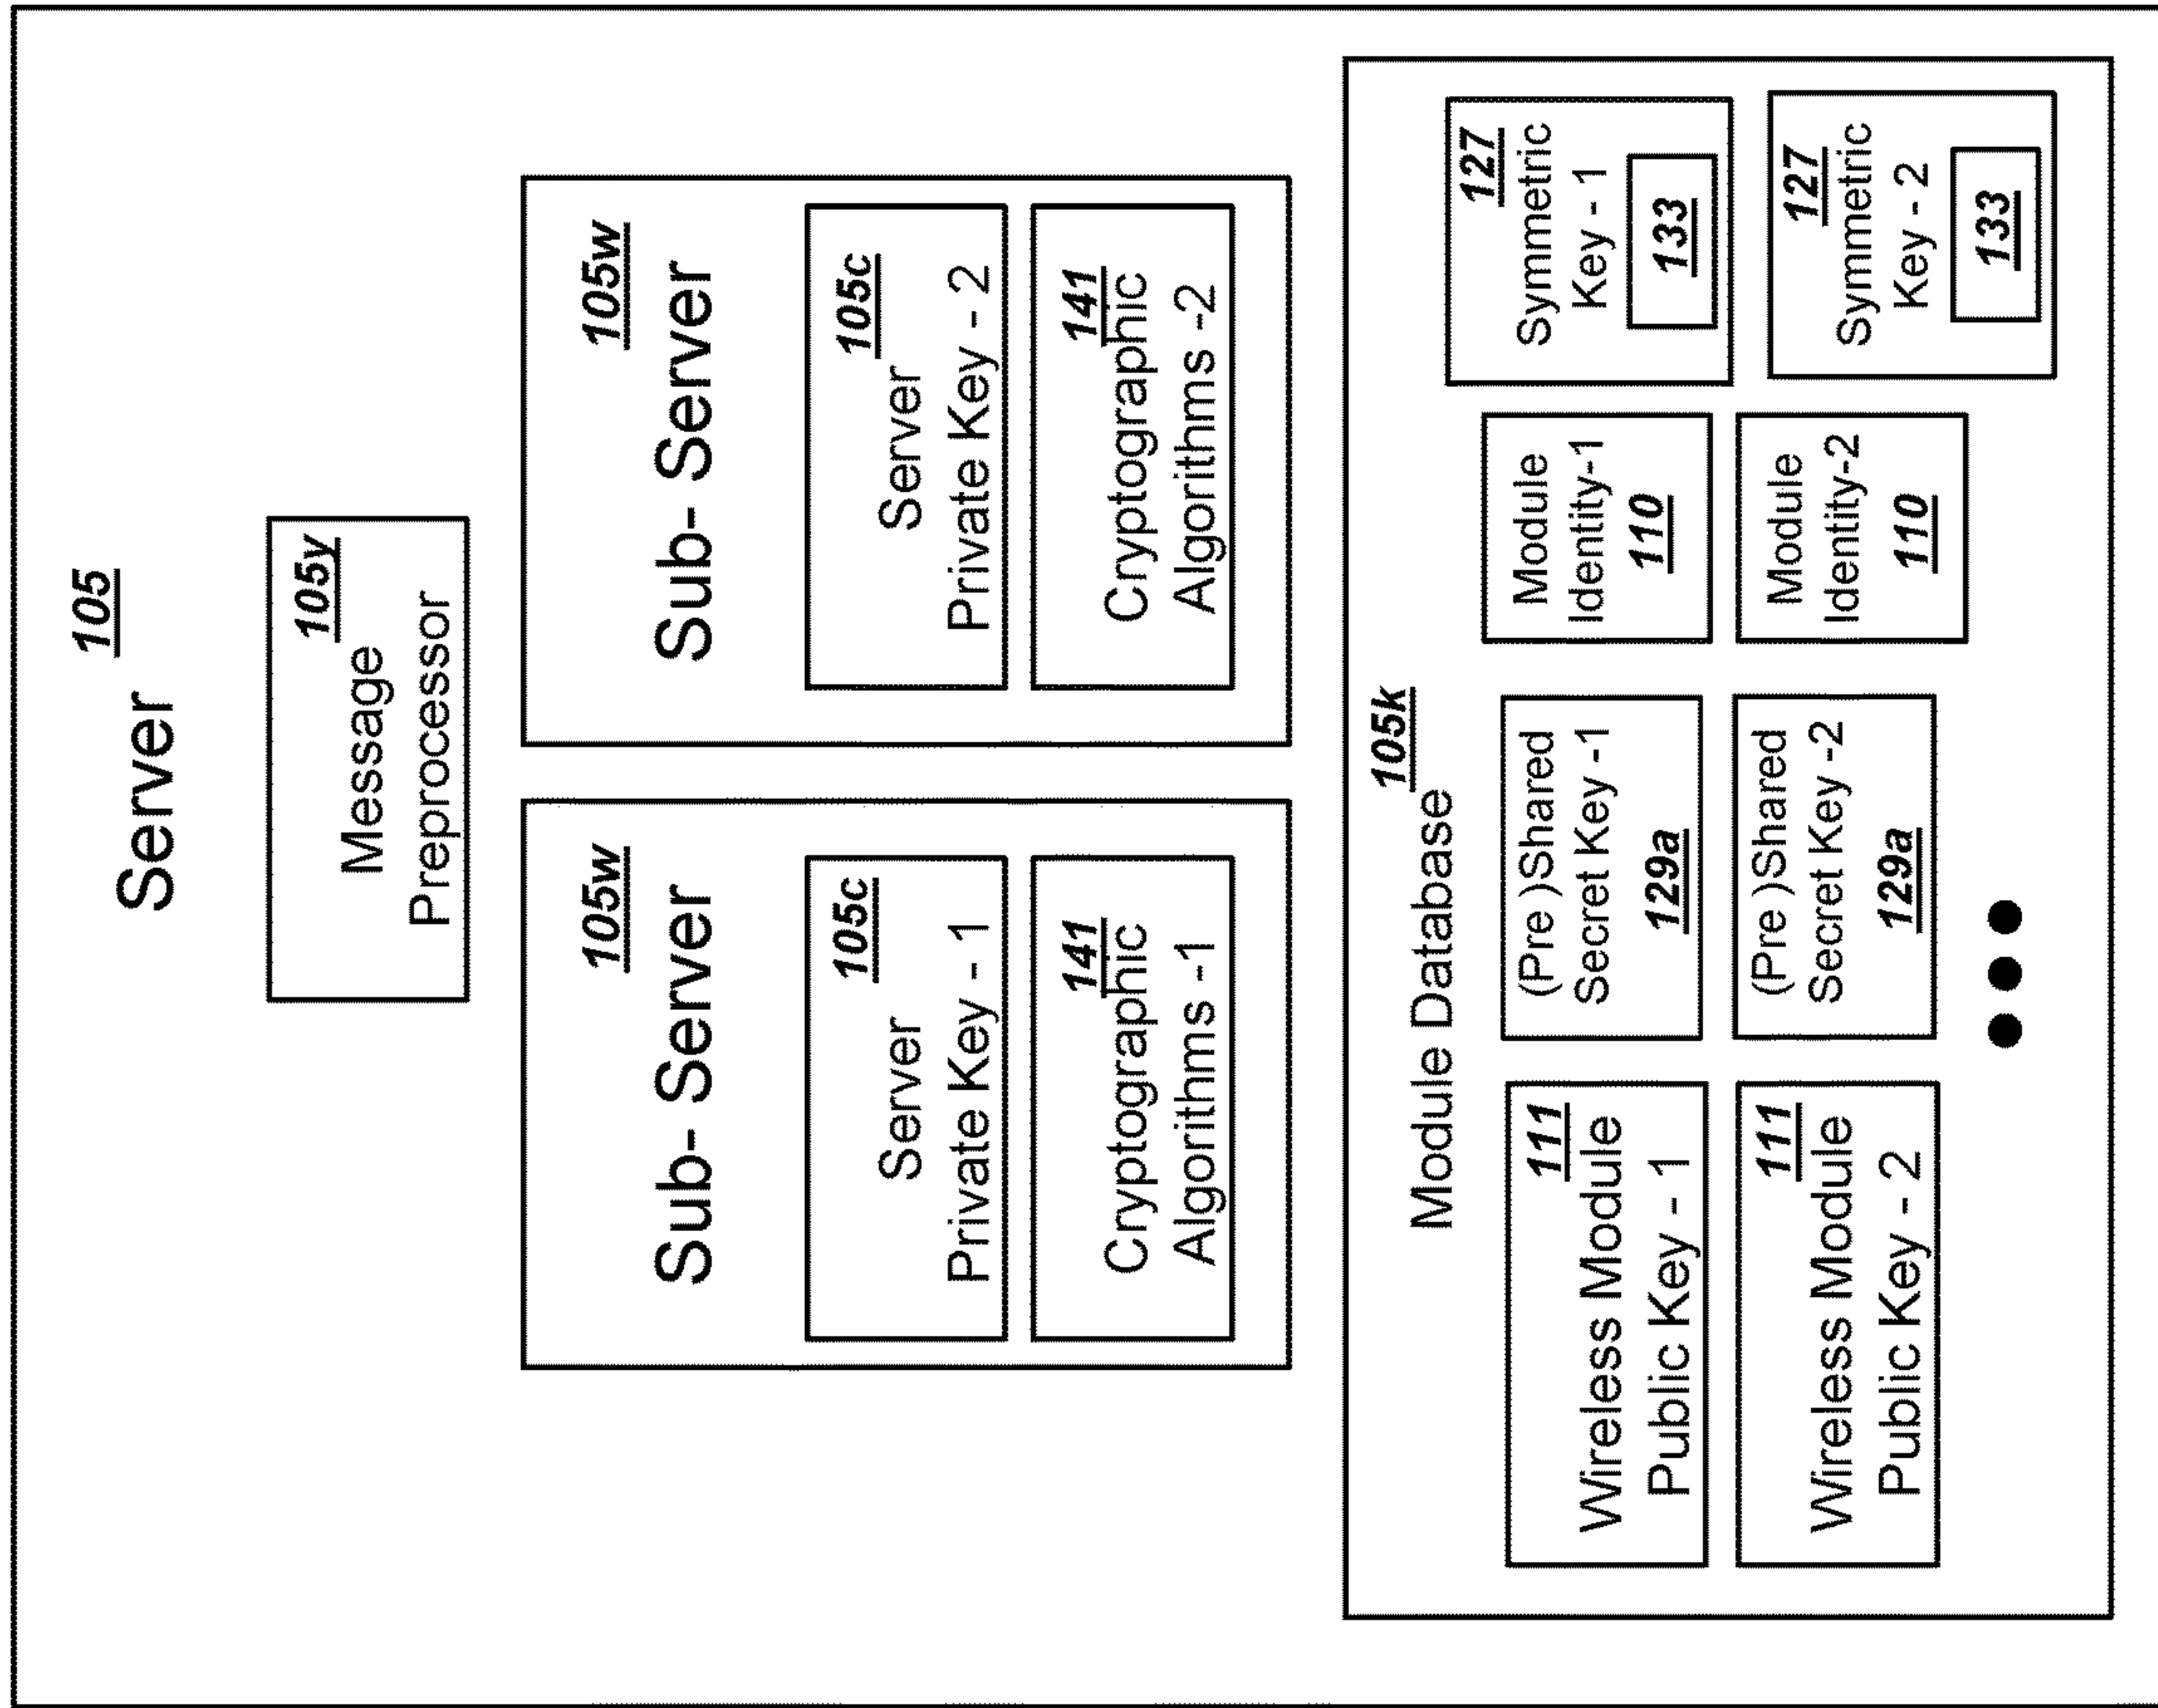 Server
105
105y
Message
Preprocessor
105w
Sub- Server
105c
Server
Private Key - 1
141
Cryptographic
Algorithms -1
105w
Sub- Server
105c
Server
Private Key - 2
141
Cryptographic
Algorithms -2
Module Database
105k
111
Wireless Module
Public Key - 1
(Pre )Shared
Secret Key -1
129a
Module
Identity-1
110
127
Symmetric
Key - 1
133
111
Wireless Module
Public Key - 2
(Pre )Shared
Secret Key -2
129a
Module
Identity-2
110
127
Symmetric
Key - 2
133